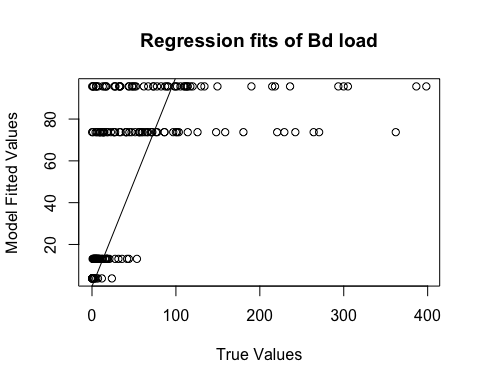 Regression fits of Bd load
Model Fitted Values
80
60
40
20
0 100 200 300 400
True Values